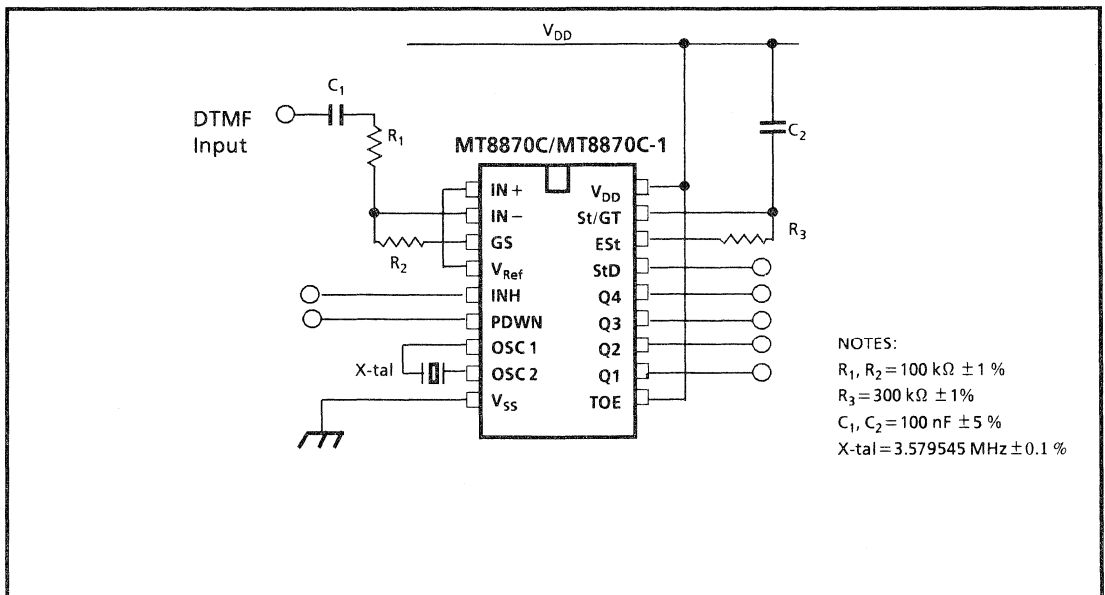 V_DD
C₁
DTMF
Input
R₁
MT8870C/MT8870C-1
C₂
IN +
IN −
GS
V_Ref
INH
PDWN
OSC 1
OSC 2
V_SS
R₂
X-tal
V_DD
St/GT
ESt
StD
Q4
Q3
Q2
Q1
TOE
R₃
NOTES:
R₁, R₂ = 100 kΩ ±1 %
R₃ = 300 kΩ ±1%
C₁, C₂ = 100 nF ±5 %
X-tal = 3.579545 MHz ±0.1 %